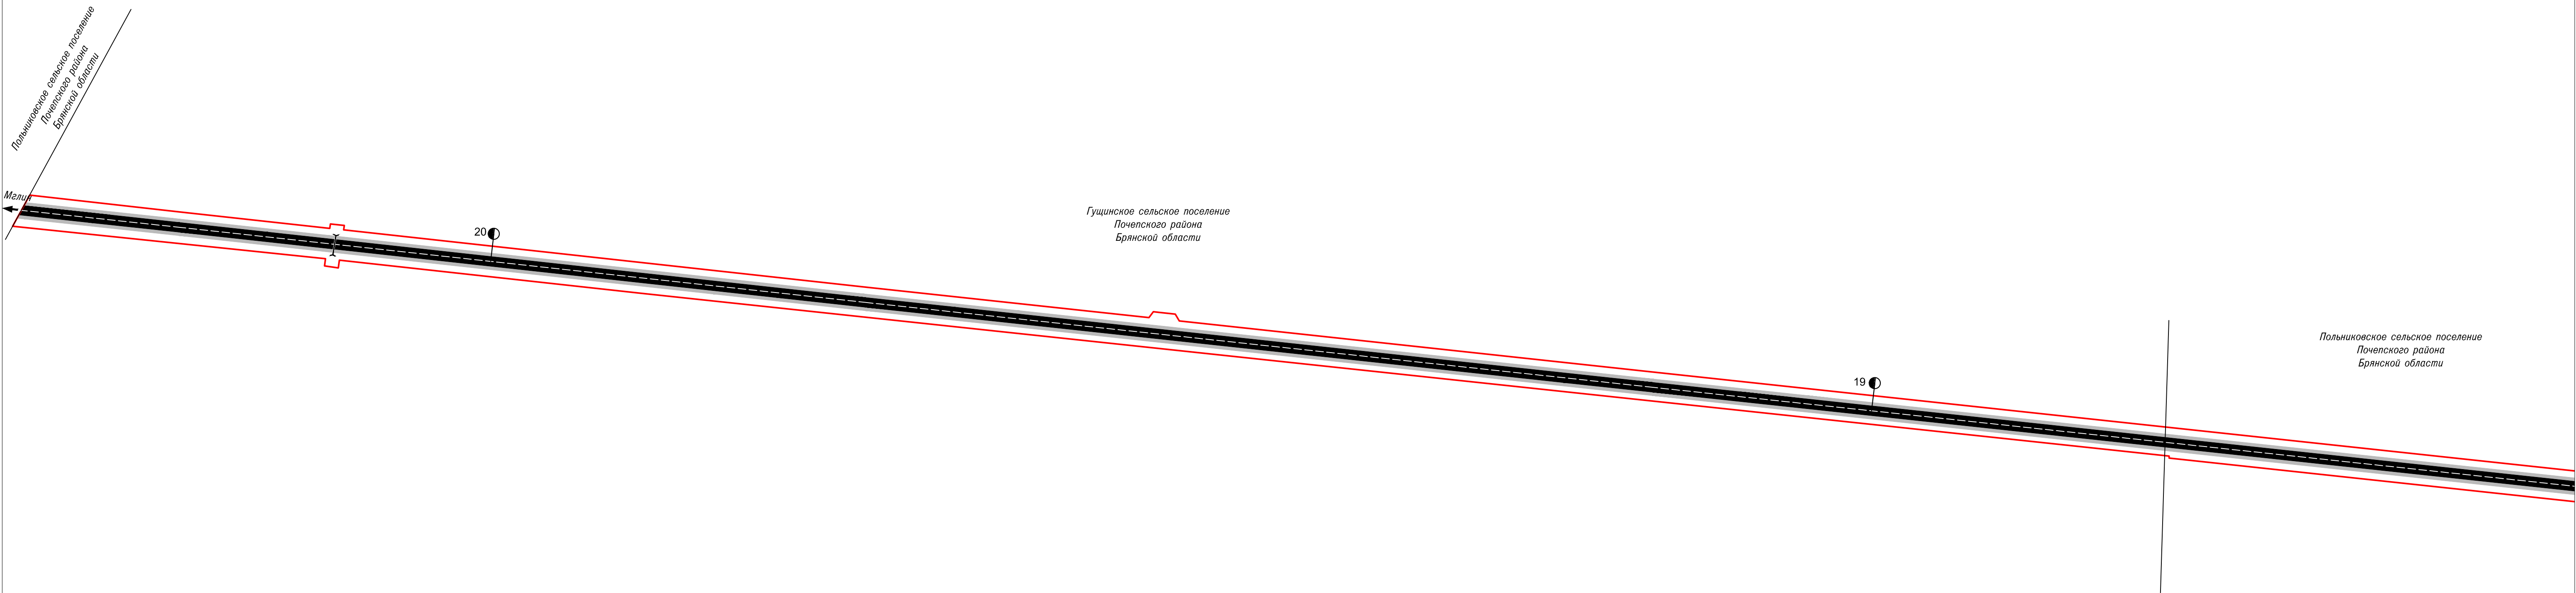 Польниковское сельское поселение
Почепского района
Брянской области
Мглин
20
Гущинское сельское поселение
Почепского района
Брянской области
19
Польниковское сельское поселение
Почепского района
Брянской области